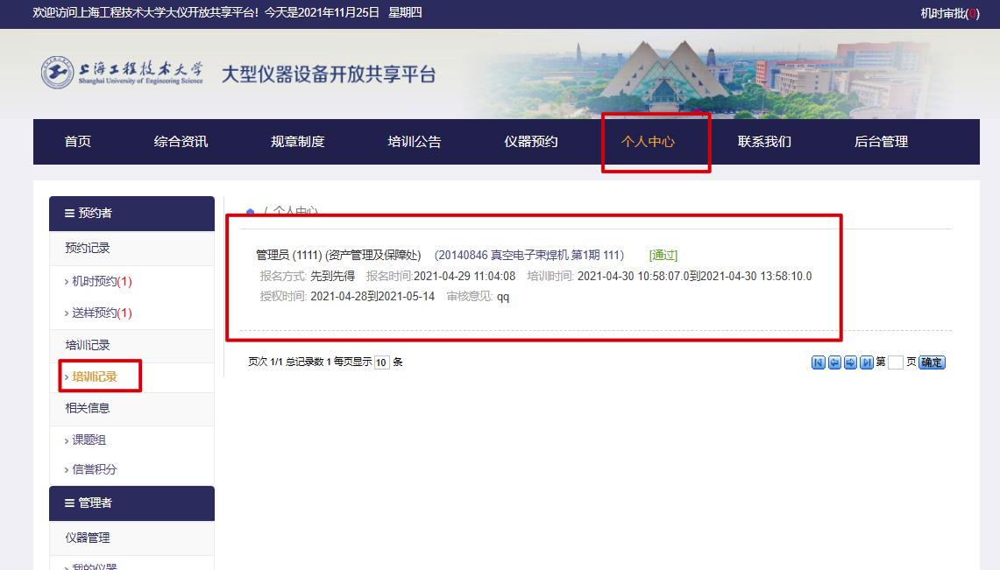 欢迎访问上海工程技术大学大仪开放共享平台！今天是2021年11月25日 星期四
机时审批(0)
上海工程技术大学
Shanghai University of Engineering Science
大型仪器设备开放共享平台
首页 综合资讯 规章制度 培训公告 仪器预约 个人中心 联系我们 后台管理
预约者
预约记录
› 机时预约(1)
› 送样预约(1)
培训记录
› 培训记录
相关信息
› 课题组
› 信誉积分
管理者
仪器管理
› 我的仪器
/ 个人中心
管理员 (1111) (资产管理及保障处) （20140846 真空电子束焊机 第1期 111） [通过]
报名方式: 先到先得 报名时间:2021-04-29 11:04:08 培训时间: 2021-04-30 10:58:07.0到2021-04-30 13:58:10.0
授权时间: 2021-04-28到2021-05-14 审核意见: qq
页次 1/1 总记录数 1 每页显示 10 条
第 页 确定